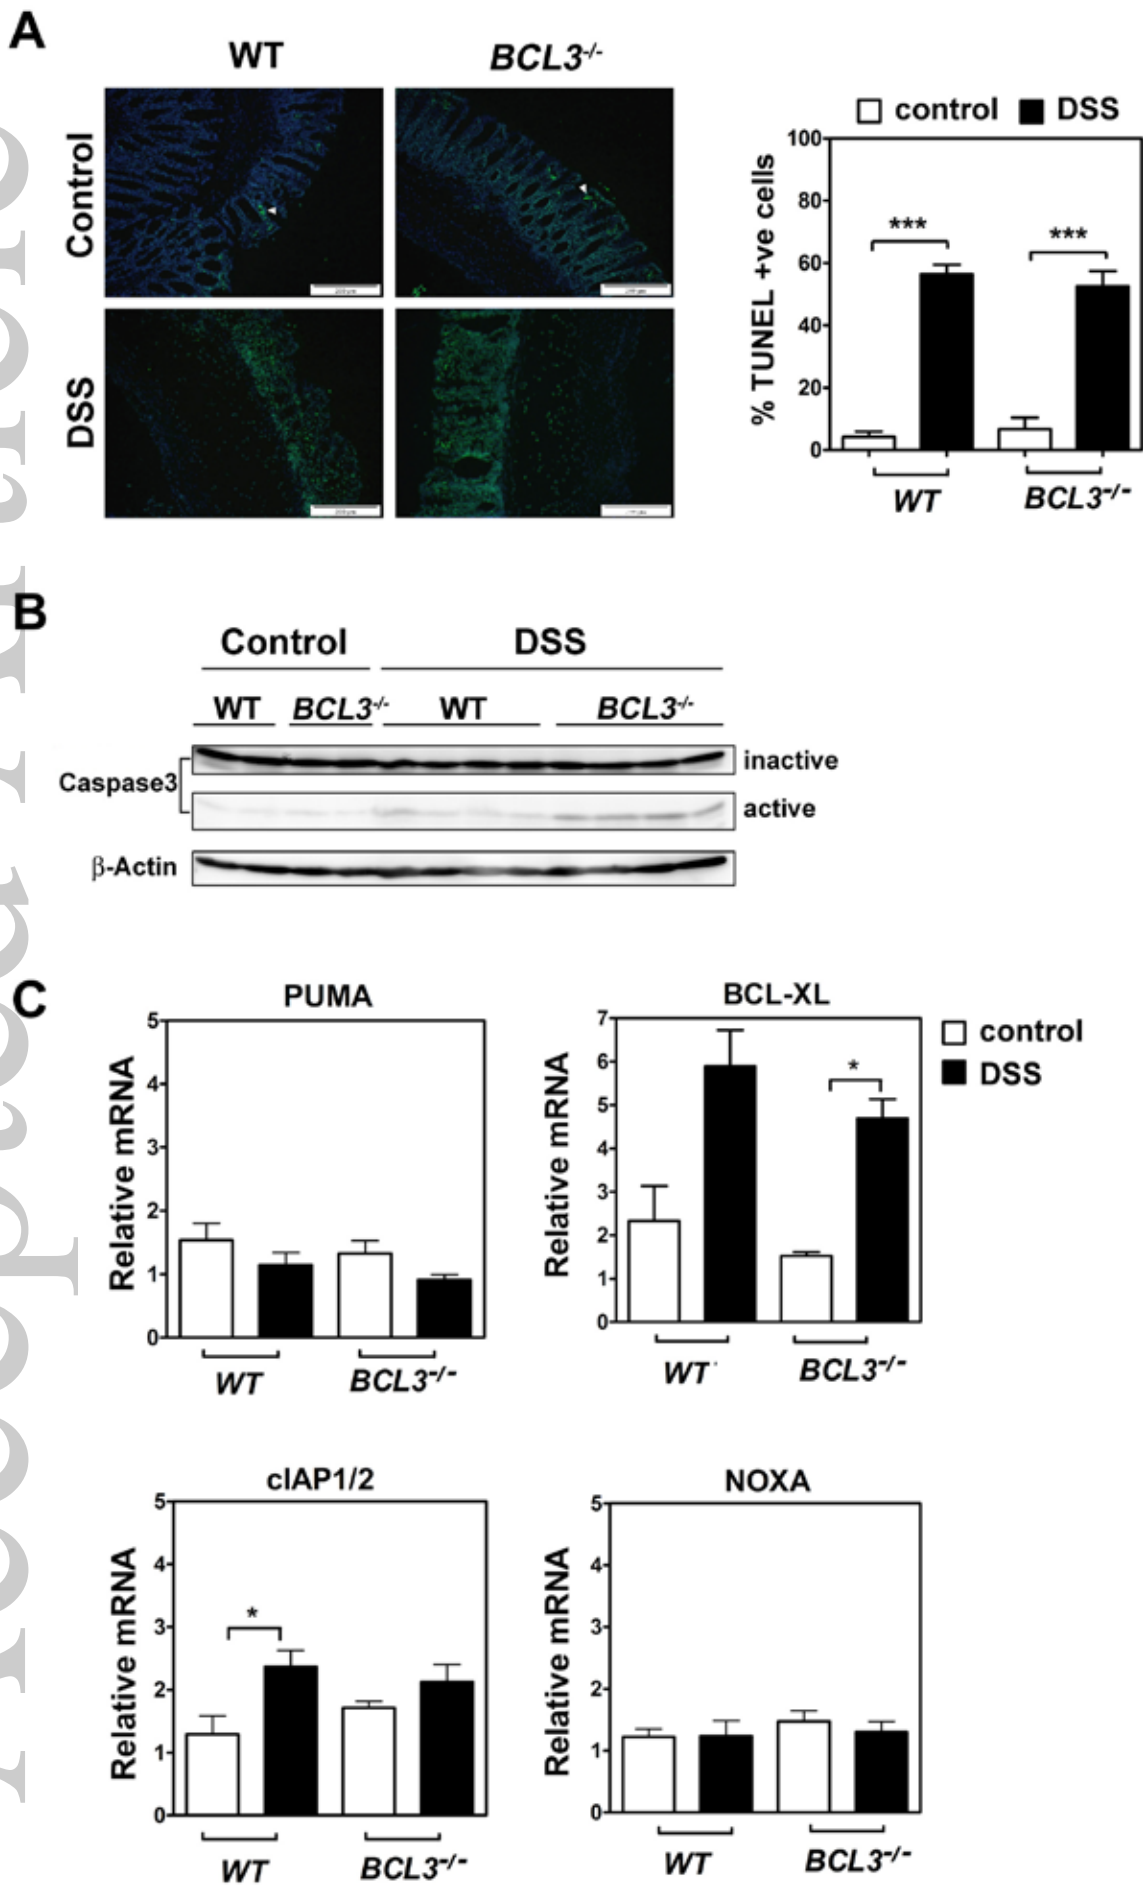 A
WT BCL3-/-
Control
DSS
control DSS
% TUNEL +ve cells
100
80
60
40
20
0
*** ***
WT BCL3-/-
B
Control DSS
WT BCL3-/- WT BCL3-/-
Caspase3
inactive
active
β-Actin
C
PUMA
Relative mRNA
5
4
3
2
1
0
WT BCL3-/-
BCL-XL
Relative mRNA
7
6
5
4
3
2
1
0
*
WT BCL3-/-
control
DSS
cIAP1/2
Relative mRNA
5
4
3
2
1
0
*
WT BCL3-/-
NOXA
Relative mRNA
5
4
3
2
1
0
WT BCL3-/-